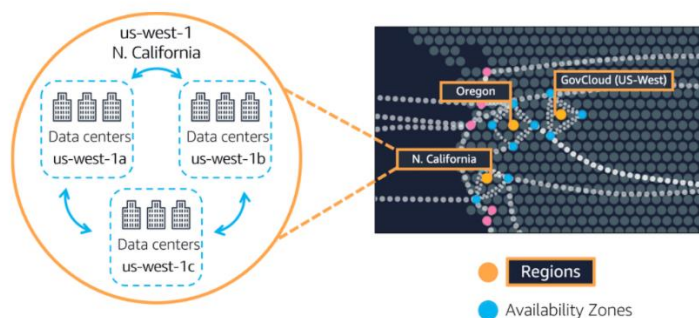 us-west-1
N. California
Data centers
us-west-1a
Data centers
us-west-1b
Data centers
us-west-1c
Oregon
GovCloud (US-West)
N. California
Regions
Availability Zones